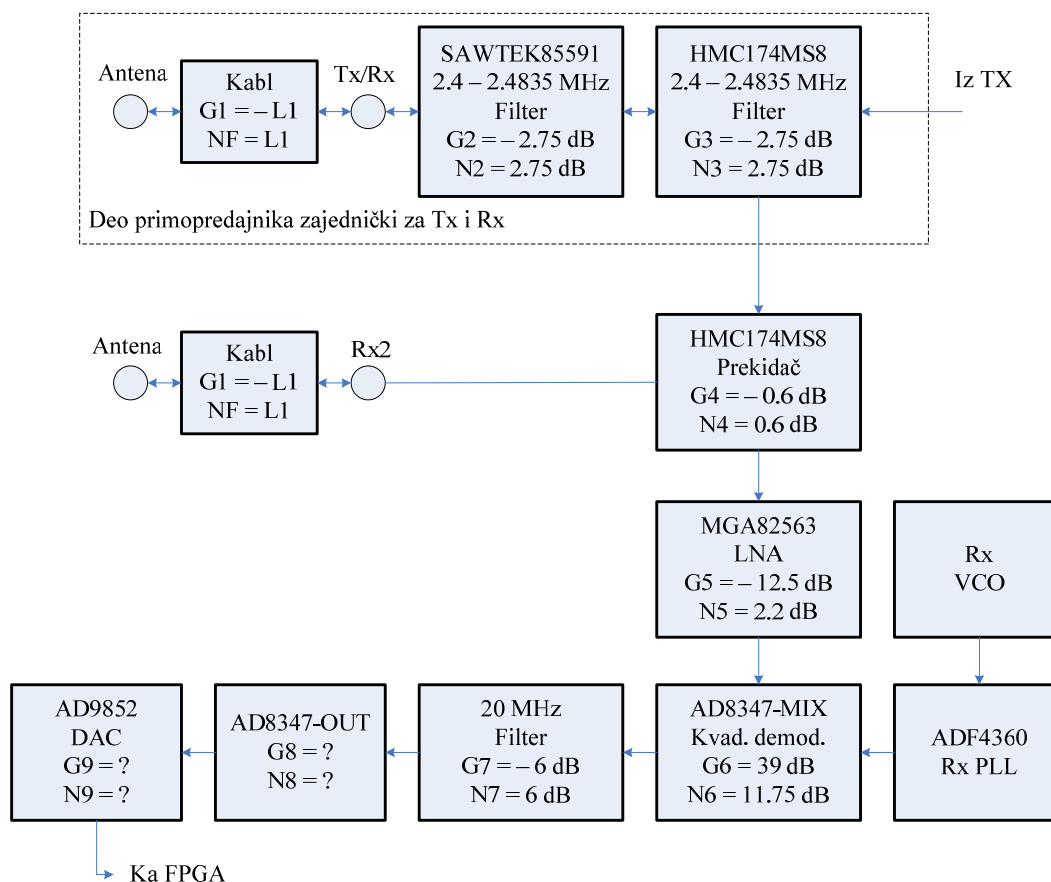 Antena
Kabl
G1 = – L1
NF = L1
Tx/Rx
SAWTEK85591
2.4 – 2.4835 MHz
Filter
G2 = – 2.75 dB
N2 = 2.75 dB
HMC174MS8
2.4 – 2.4835 MHz
Filter
G3 = – 2.75 dB
N3 = 2.75 dB
Iz TX
Deo primopredajnika zajednički za Tx i Rx
Antena
Kabl
G1 = – L1
NF = L1
Rx2
HMC174MS8
Prekidač
G4 = – 0.6 dB
N4 = 0.6 dB
MGA82563
LNA
G5 = – 12.5 dB
N5 = 2.2 dB
Rx
VCO
AD9852
DAC
G9 = ?
N9 = ?
AD8347-OUT
G8 = ?
N8 = ?
20 MHz
Filter
G7 = – 6 dB
N7 = 6 dB
AD8347-MIX
Kvad. demod.
G6 = 39 dB
N6 = 11.75 dB
ADF4360
Rx PLL
Ka FPGA